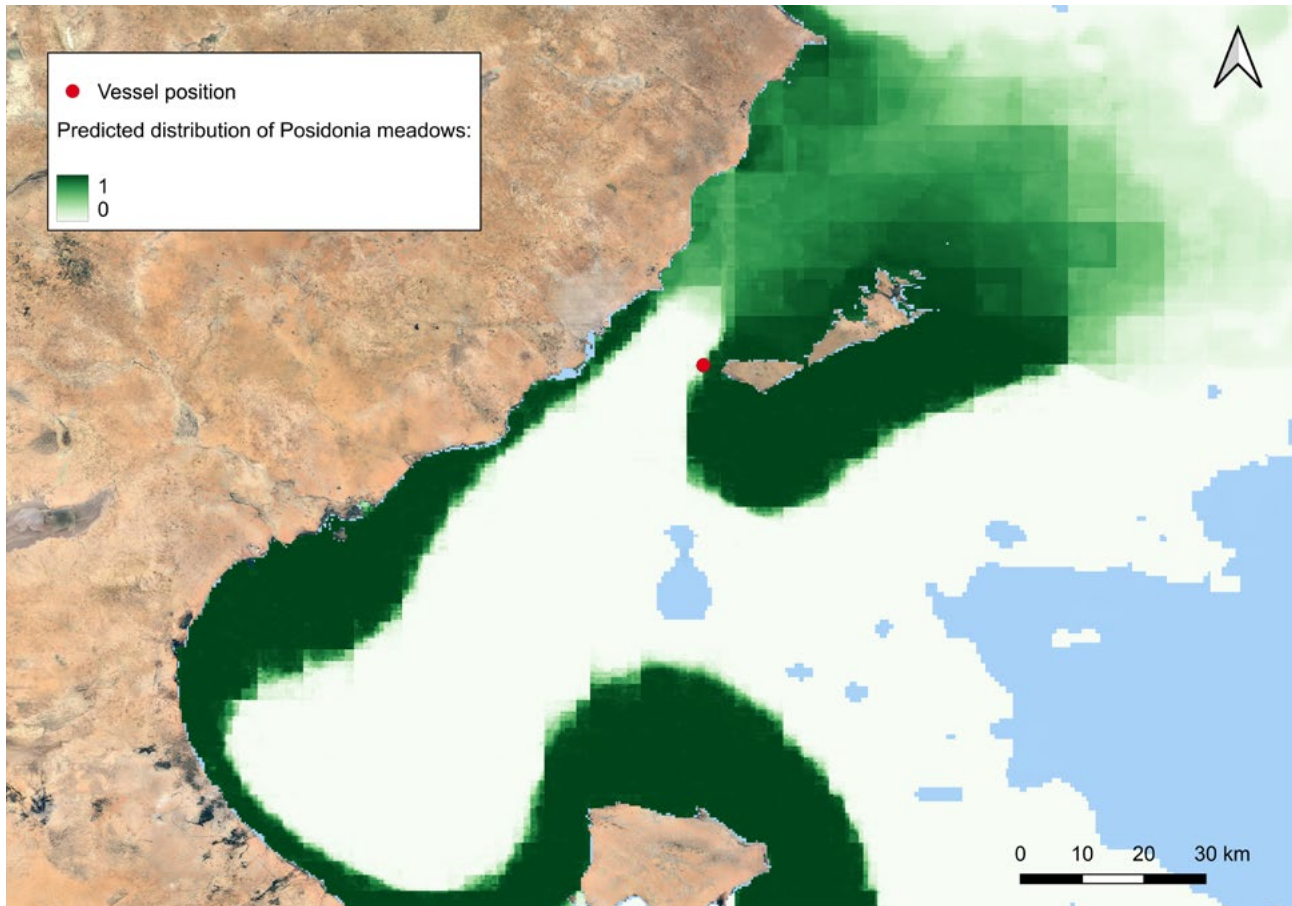 Vessel position
Predicted distribution of Posidonia meadows:
1
0
0 10 20 30 km